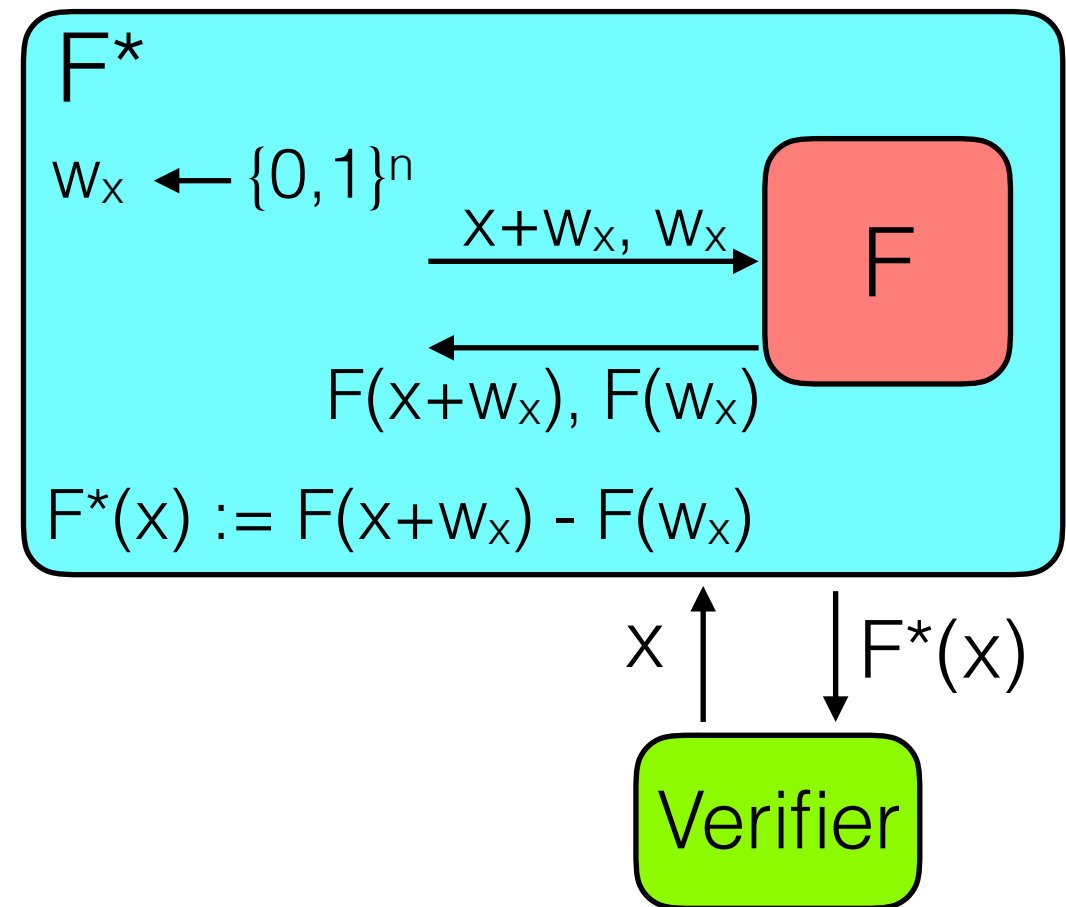 F*
wₓ ← {0,1}ⁿ
x+wₓ, wₓ
F
F(x+wₓ), F(wₓ)
F*(x) := F(x+wₓ) - F(wₓ)
x
F*(x)
Verifier